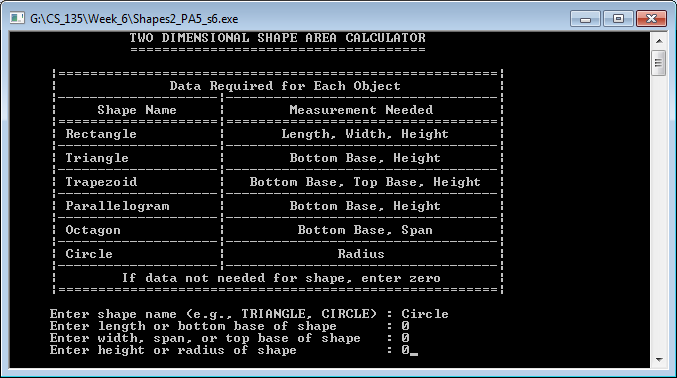 G:\CS_135\Week_6\Shapes2_PA5_s6.exe
TWO DIMENSIONAL SHAPE AREA CALCULATOR
=====================================
|=======================================================|
| Data Required for Each Object |
|--------------------|----------------------------------|
| Shape Name | Measurement Needed |
|====================|==================================|
| Rectangle | Length, Width, Height |
|--------------------|----------------------------------|
| Triangle | Bottom Base, Height |
|--------------------|----------------------------------|
| Trapezoid | Bottom Base, Top Base, Height |
|--------------------|----------------------------------|
| Parallelogram | Bottom Base, Height |
|--------------------|----------------------------------|
| Octagon | Bottom Base, Span |
|--------------------|----------------------------------|
| Circle | Radius |
|--------------------|----------------------------------|
| If data not needed for shape, enter zero |
|=======================================================|
Enter shape name (e.g., TRIANGLE, CIRCLE) : Circle
Enter length or bottom base of shape : 0
Enter width, span, or top base of shape : 0
Enter height or radius of shape : 0_